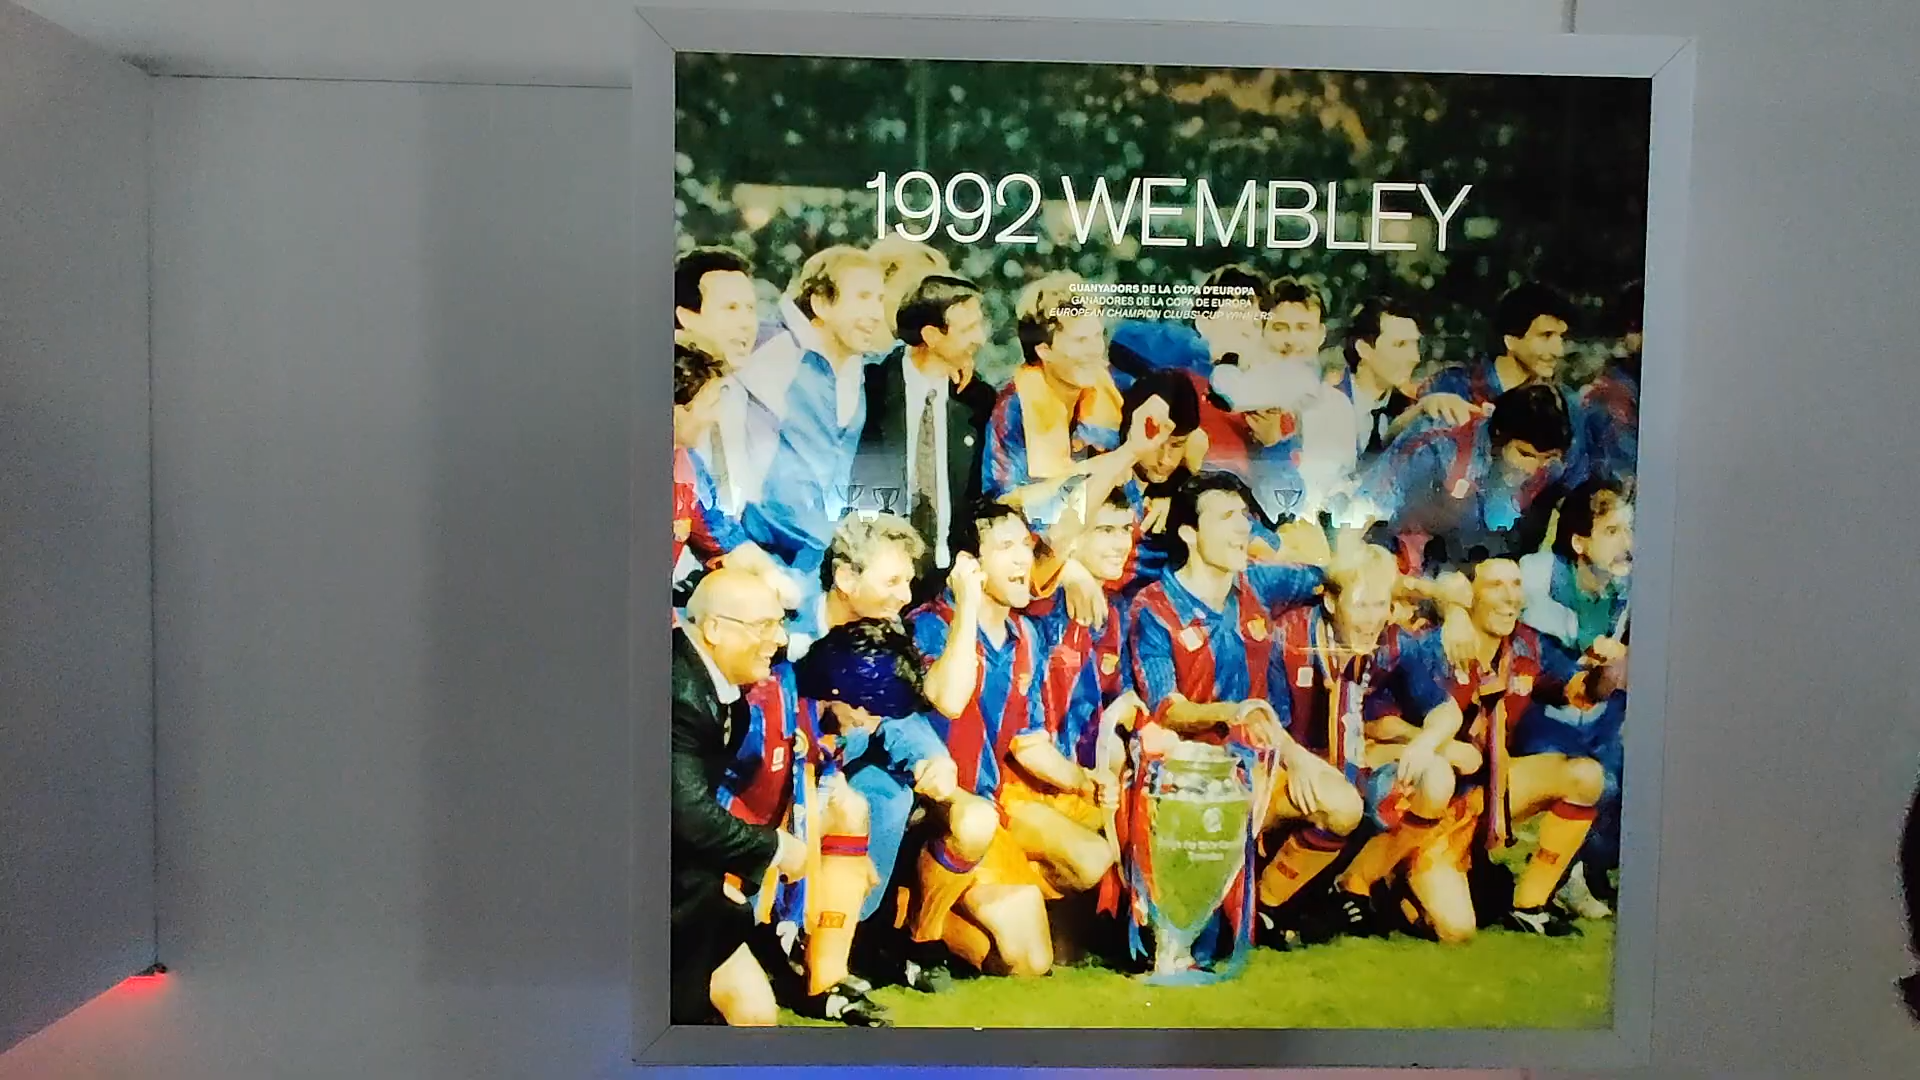 1992 WEMBLEY
GUANYADORS DE LA COPA D'EUROPA
GANADORES DE LA COPA DE EUROPA
EUROPEAN CHAMPION CLUBS' CUP WINNERS